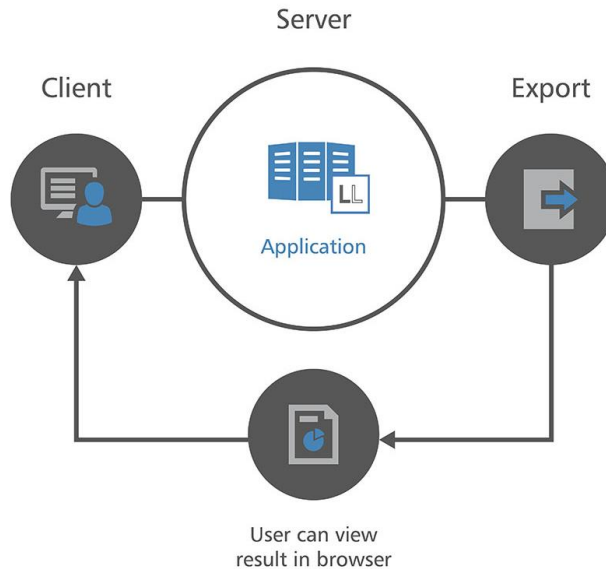 Server
Client
Export
LL
Application
User can view
result in browser